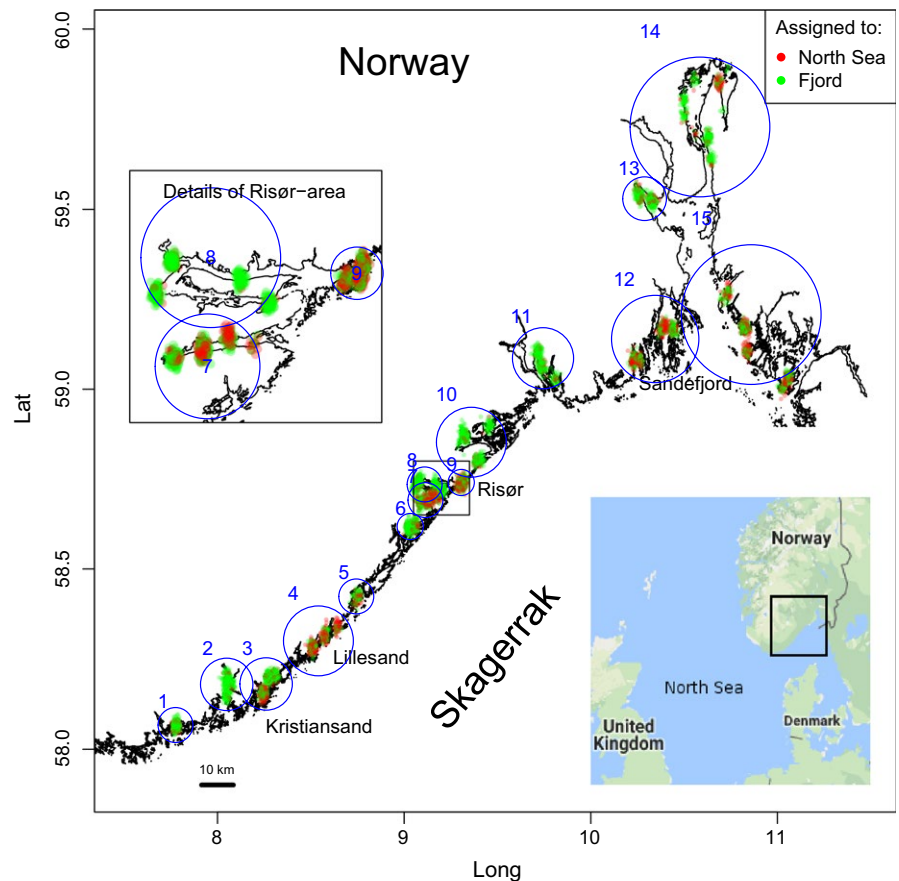 60.0
14
Assigned to:
North Sea
Fjord
Norway
Details of Risør−area
59.5
13
15
8
9
12
7
11
59.0
Sandefjord
10
8
9
7
Risør
6
58.5
5
4
Lillesand
2
3
1
Kristiansand
58.0
10 km
Skagerrak
Norway
North Sea
Denmark
United
Kingdom
8
9
10
11
Lat
Long